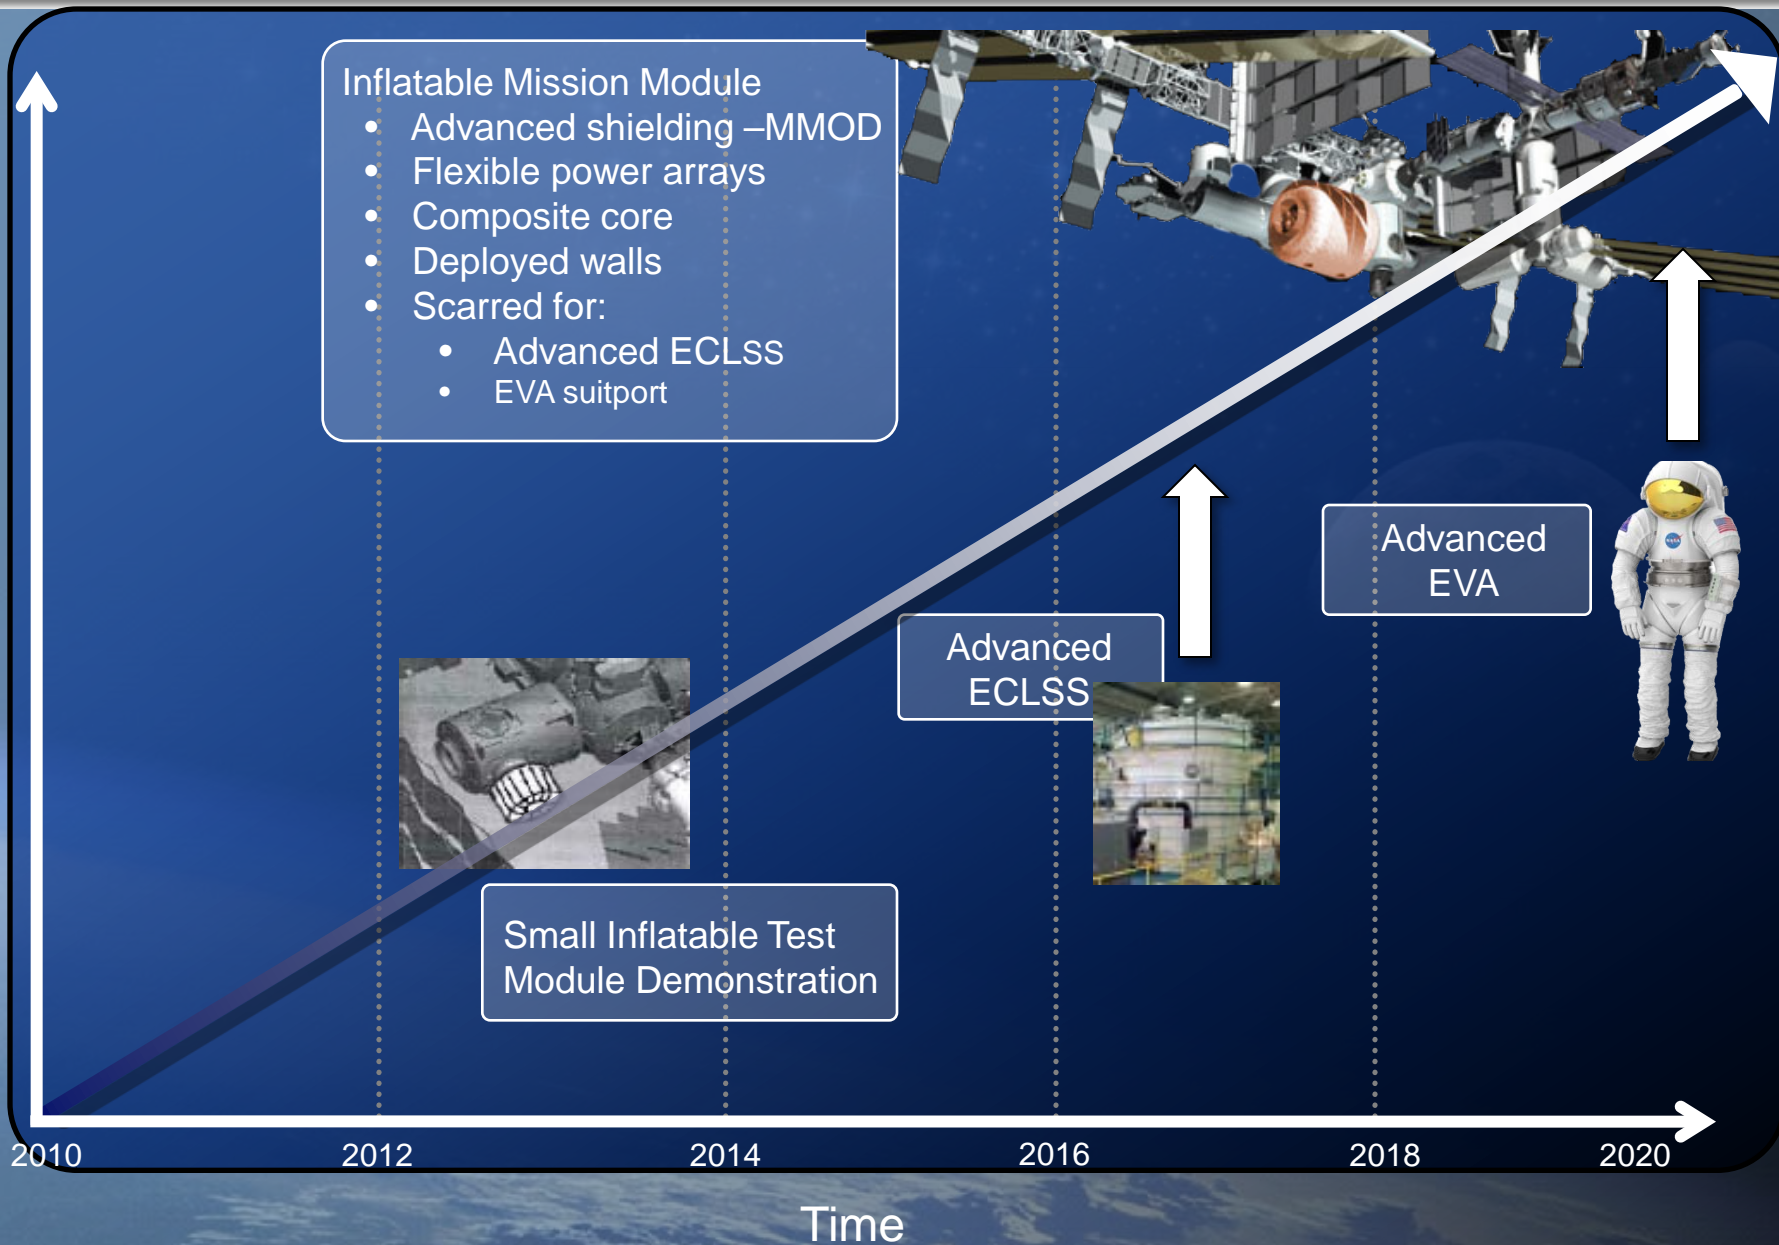 Inflatable Mission Module
• Advanced shielding –MMOD
• Flexible power arrays
• Composite core
• Deployed walls
• Scarred for:
• Advanced ECLSS
• EVA suitport
Advanced
EVA
Advanced
ECLSS
NASA
Small Inflatable Test
Module Demonstration
2010
2012
2014
2016
2018
2020
Time